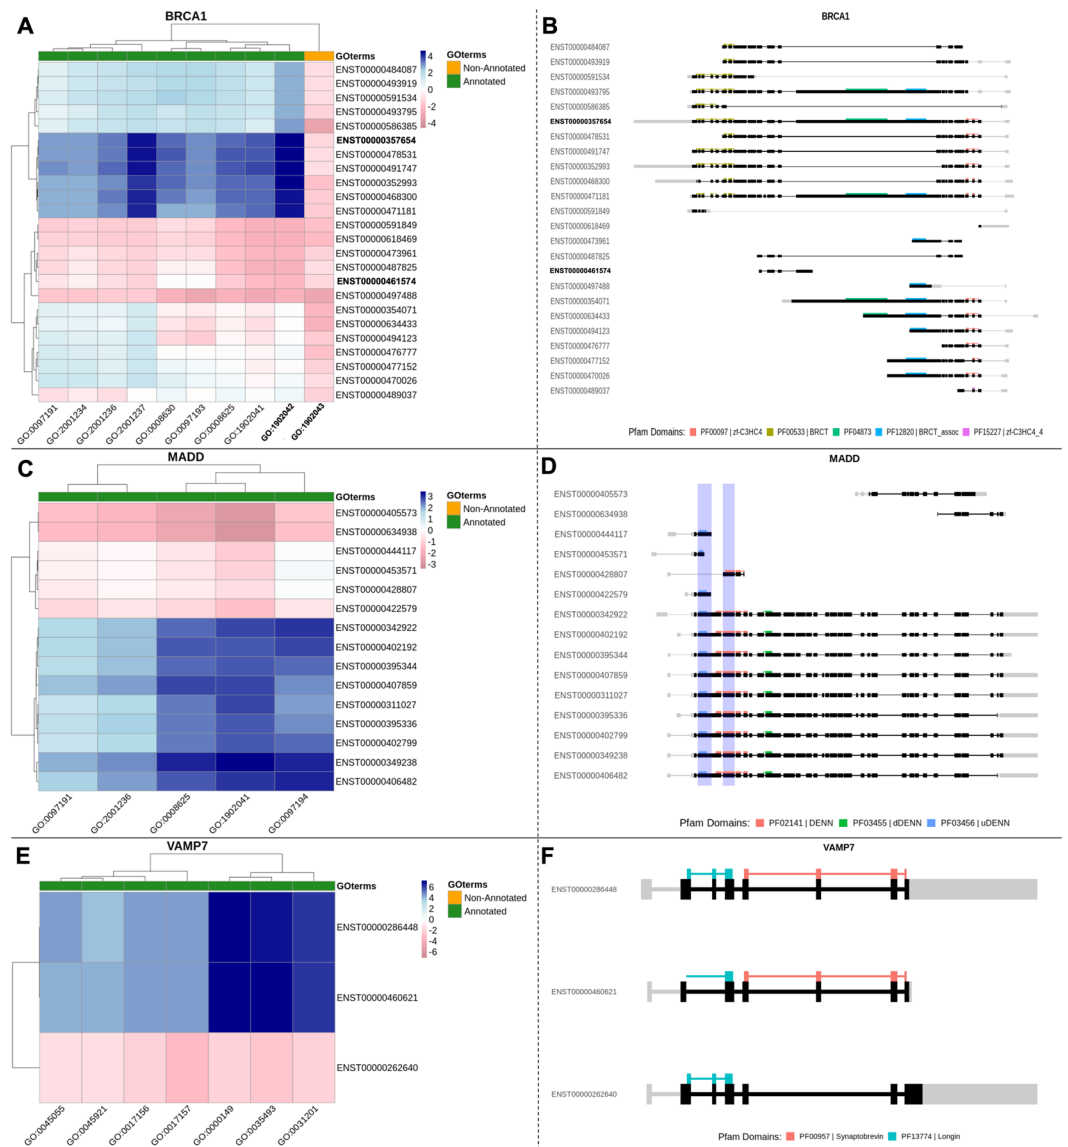 A
BRCA1
GOterms
ENST00000484087
ENST00000493919
ENST00000591534
ENST00000493795
ENST00000586385
ENST00000357654
ENST00000478531
ENST00000491747
ENST00000352993
ENST00000468300
ENST00000471181
ENST00000591849
ENST00000618469
ENST00000473961
ENST00000487825
ENST00000461574
ENST00000497488
ENST00000354071
ENST00000634433
ENST00000494123
ENST00000476777
ENST00000477152
ENST00000470026
ENST00000489037
4
2
0
-2
-4
GOterms
Non-Annotated
Annotated
GO:0097191
GO:2001234
GO:2001236
GO:2001237
GO:0008630
GO:0097193
GO:0008625
GO:1902041
GO:1902042
GO:1902043
B
BRCA1
ENST00000484087
ENST00000493919
ENST00000591534
ENST00000493795
ENST00000586385
ENST00000357654
ENST00000478531
ENST00000491747
ENST00000352993
ENST00000468300
ENST00000471181
ENST00000591849
ENST00000618469
ENST00000473961
ENST00000487825
ENST00000461574
ENST00000497488
ENST00000354071
ENST00000634433
ENST00000494123
ENST00000476777
ENST00000477152
ENST00000470026
ENST00000489037
Pfam Domains: PF00097 | zf-C3HC4 PF00533 | BRCT PF04873 PF12820 | BRCT_assoc PF15227 | zf-C3HC4_4
C
MADD
GOterms
ENST00000405573
ENST00000634938
ENST00000444117
ENST00000453571
ENST00000428807
ENST00000422579
ENST00000342922
ENST00000402192
ENST00000395344
ENST00000407859
ENST00000311027
ENST00000395336
ENST00000402799
ENST00000349238
ENST00000406482
3
2
1
0
-1
-2
-3
GOterms
Non-Annotated
Annotated
GO:0097191
GO:2001236
GO:0008625
GO:1902041
GO:0097194
D
MADD
ENST00000405573
ENST00000634938
ENST00000444117
ENST00000453571
ENST00000428807
ENST00000422579
ENST00000342922
ENST00000402192
ENST00000395344
ENST00000407859
ENST00000311027
ENST00000395336
ENST00000402799
ENST00000349238
ENST00000406482
Pfam Domains: PF02141 | DENN PF03455 | dDENN PF03456 | uDENN
E
VAMP7
GOterms
ENST00000286448
ENST00000460621
ENST00000262640
6
4
2
0
-2
-4
-6
GOterms
Non-Annotated
Annotated
GO:0045055
GO:0045921
GO:0017156
GO:0017157
GO:0000149
GO:0035493
GO:0031201
F
VAMP7
ENST00000286448
ENST00000460621
ENST00000262640
Pfam Domains: PF00957 | Synaptobrevin PF13774 | Longin